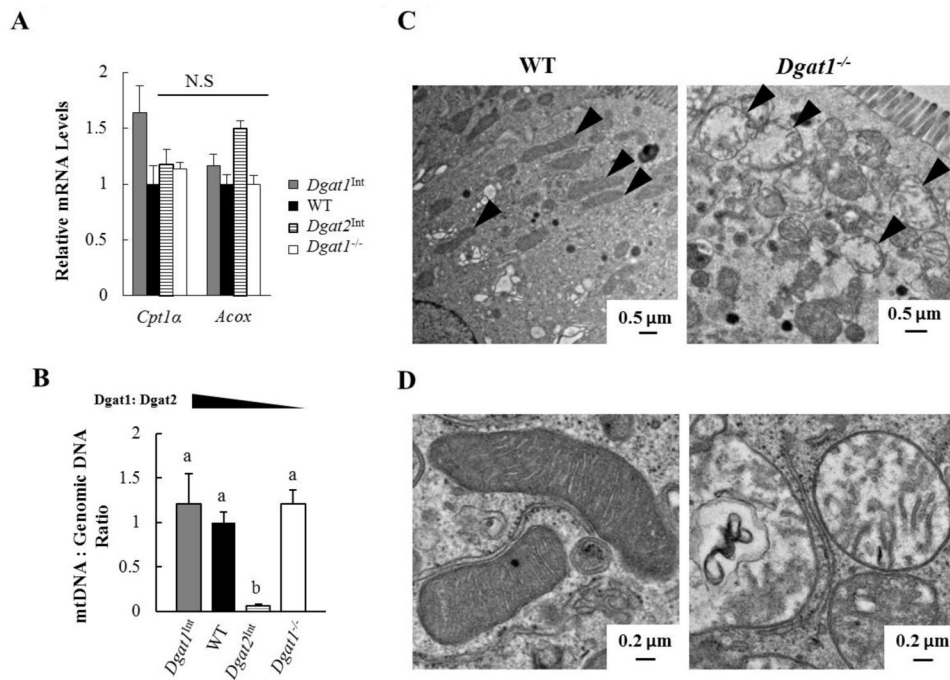 A
N.S
Relative mRNA Levels
2
1.5
1
0.5
0
Cpt1α Acox
Dgat1Int
WT
Dgat2Int
Dgat1-/-
B
Dgat1: Dgat2
mtDNA : Genomic DNA
Ratio
2
1.5
1
0.5
0
a a b a
Dgat1Int WT Dgat2Int Dgat1-/-
C
WT Dgat1-/-
0.5 µm 0.5 µm
D
0.2 µm 0.2 µm